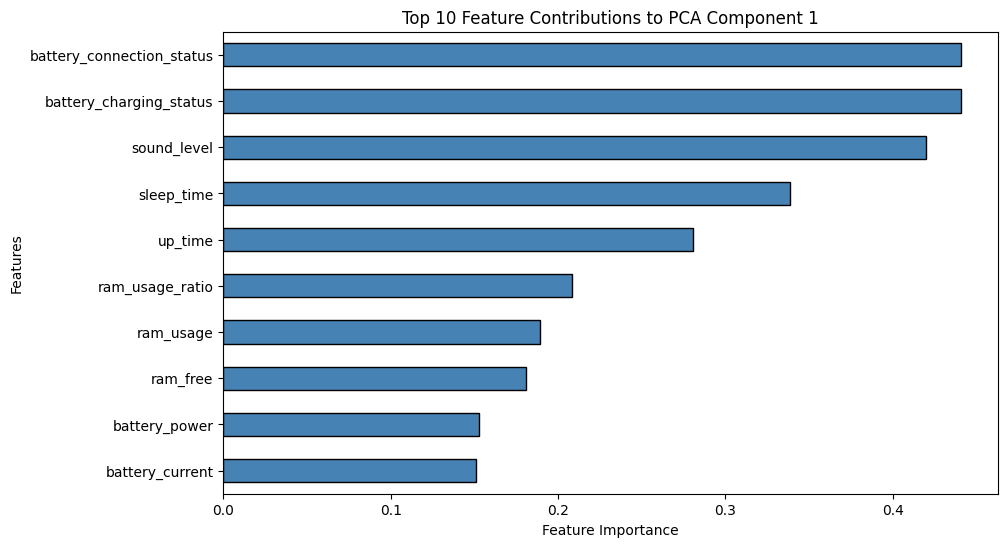 Top 10 Feature Contributions to PCA Component 1
battery_connection_status
battery_charging_status
sound_level
sleep_time
up_time
ram_usage_ratio
ram_usage
ram_free
battery_power
battery_current
Features
0.0 0.1 0.2 0.3 0.4
Feature Importance